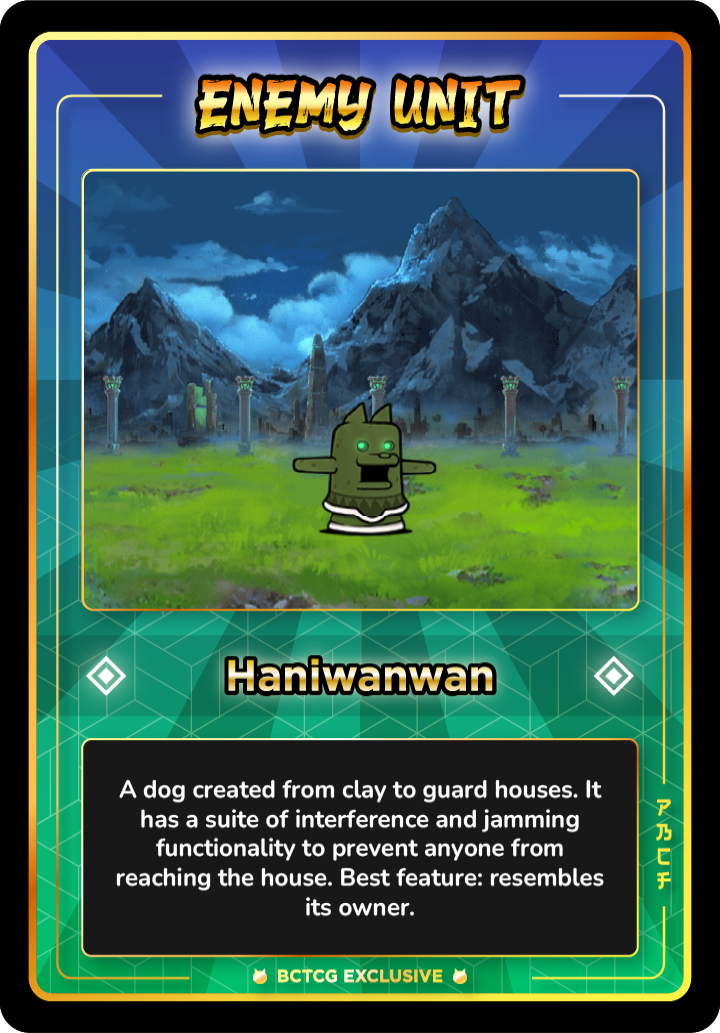 ENEMY UNIT
Haniwanwan
A dog created from clay to guard houses. It
has a suite of interference and jamming
functionality to prevent anyone from
reaching the house. Best feature: resembles
its owner.
BCTCG EXCLUSIVE